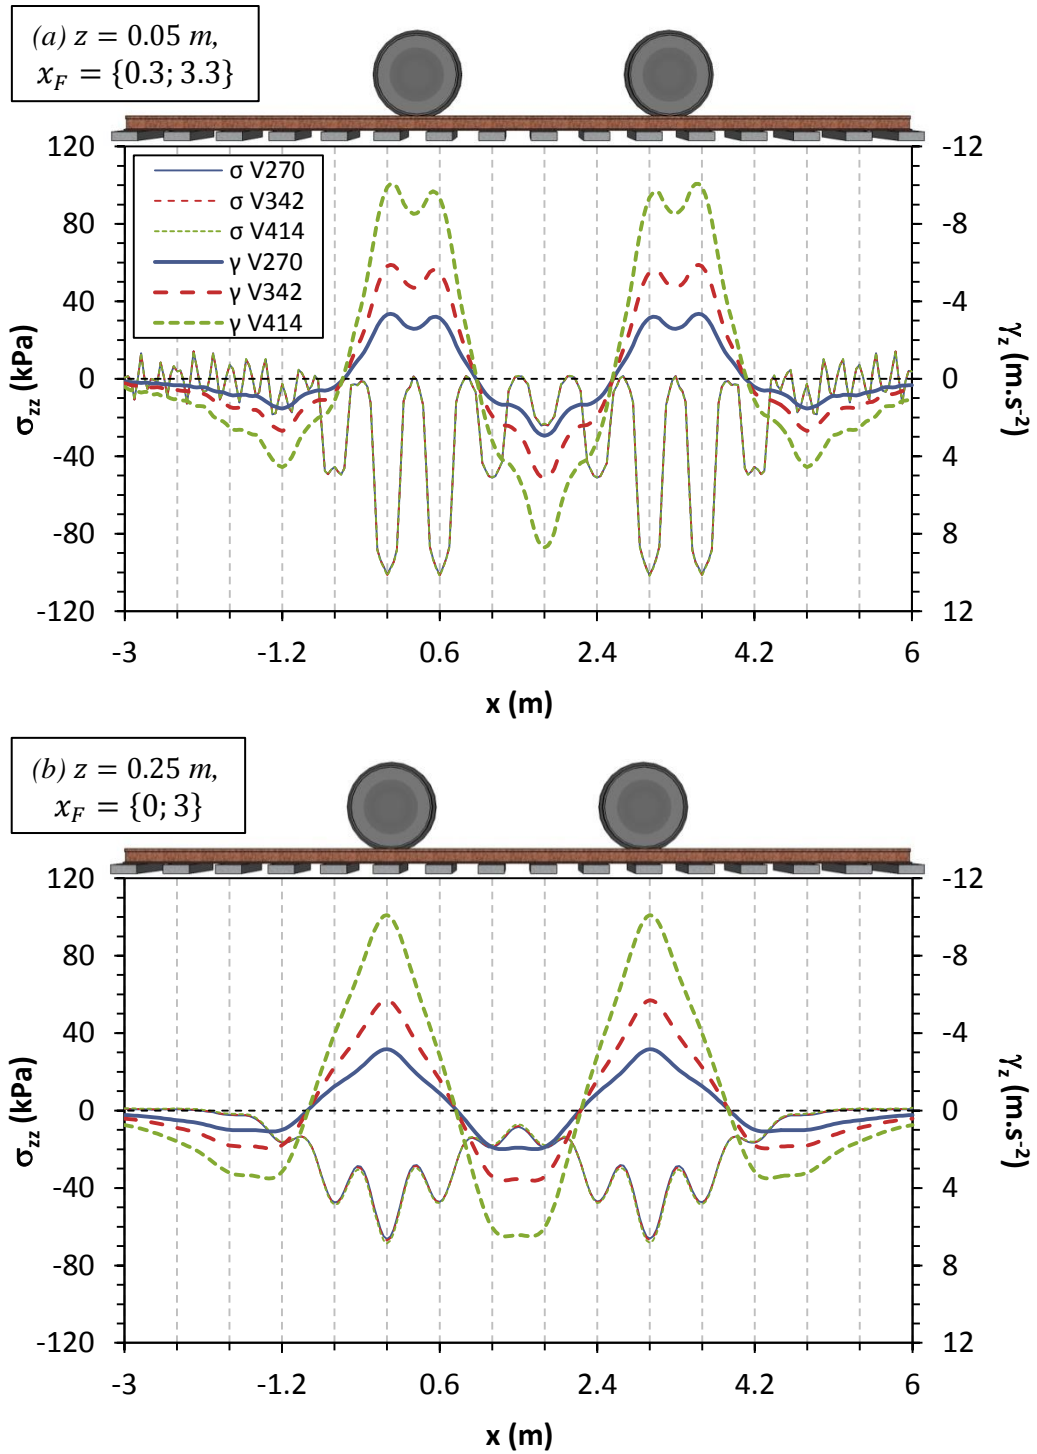 (a) z = 0.05 m,
x_F = {0.3; 3.3}
120
80
40
0
-40
-80
-120
σzz (kPa)
σ V270
σ V342
σ V414
γ V270
γ V342
γ V414
-12
-8
-4
0
4
8
12
γz (m.s-2)
-3
-1.2
0.6
2.4
4.2
6
x (m)
(b) z = 0.25 m,
x_F = {0; 3}
120
80
40
0
-40
-80
-120
σzz (kPa)
-12
-8
-4
0
4
8
12
γz (m.s-2)
-3
-1.2
0.6
2.4
4.2
6
x (m)